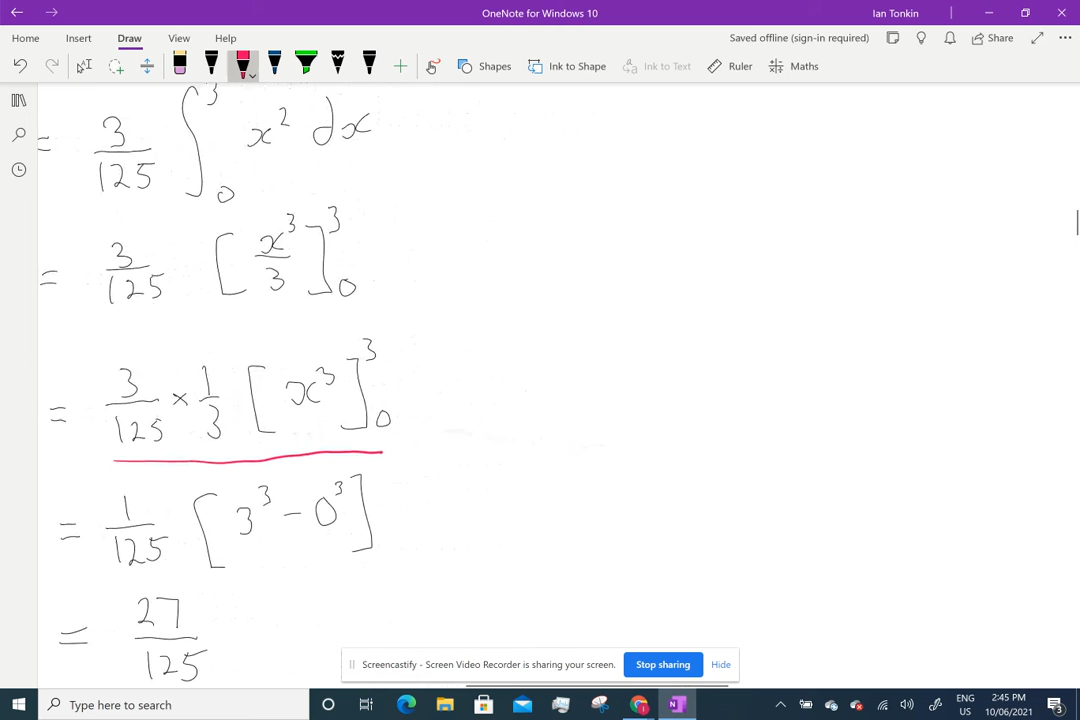 OneNote for Windows 10
Ian Tonkin
Home Insert Draw View Help
Saved offline (sign-in required)
Share
Shapes
Ink to Shape
Ink to Text
Ruler
Maths
= 3/125 ∫₀³ x² dx
= 3/125 [x³/3]₀³
= 3/125 × 1/3 [x³]₀³
= 1/125 [3³ - 0³]
= 27/125
Screencastify - Screen Video Recorder is sharing your screen.
Stop sharing
Hide
Type here to search
ENG
US
2:45 PM
10/06/2021
3